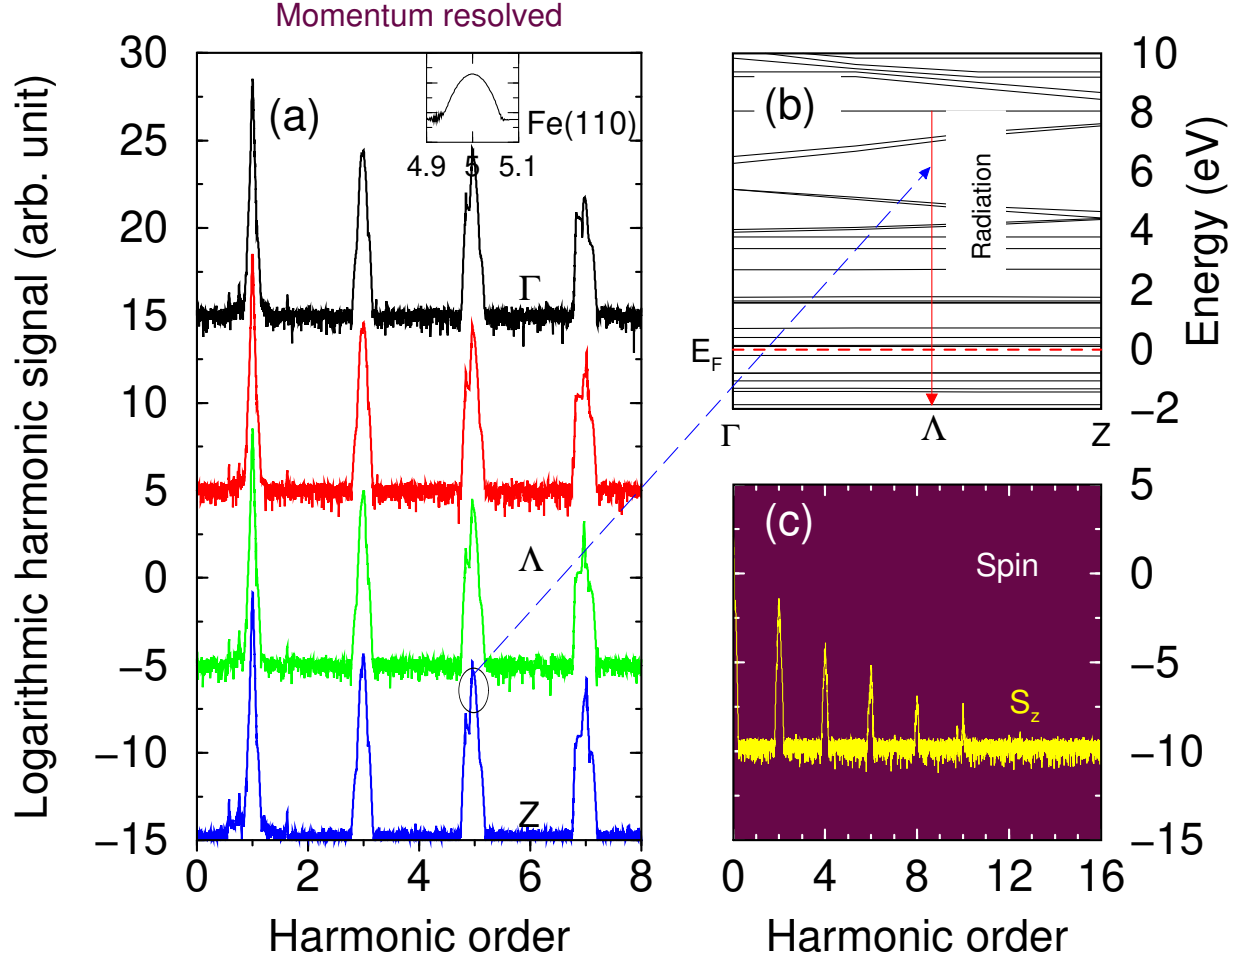 Momentum resolved
Logarithmic harmonic signal (arb. unit)
30
25
20
15
10
5
0
−5
−10
−15
(a)
Fe(110)
4.9 5 5.1
Γ
Λ
Z
0 2 4 6 8
Harmonic order
(b)
Radiation
E_F
10
8
6
4
2
0
−2
Energy (eV)
Γ Λ Z
(c)
Spin
S_z
5
0
−5
−10
−15
0 4 8 12 16
Harmonic order